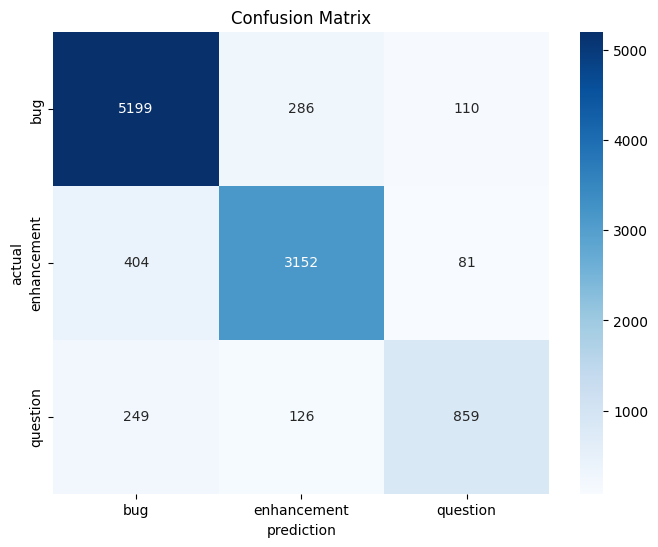 Confusion Matrix
5199 286 110
404 3152 81
249 126 859
bug
enhancement
question
actual
bug enhancement question
prediction
5000
4000
3000
2000
1000